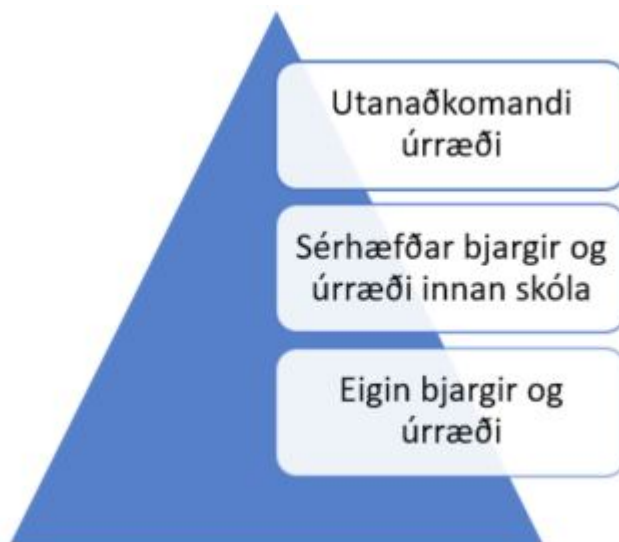 Utanaðkomandi
úrræði
Sérhæfðar bjargir og
úrræði innan skóla
Eigin bjargir og
úrræði